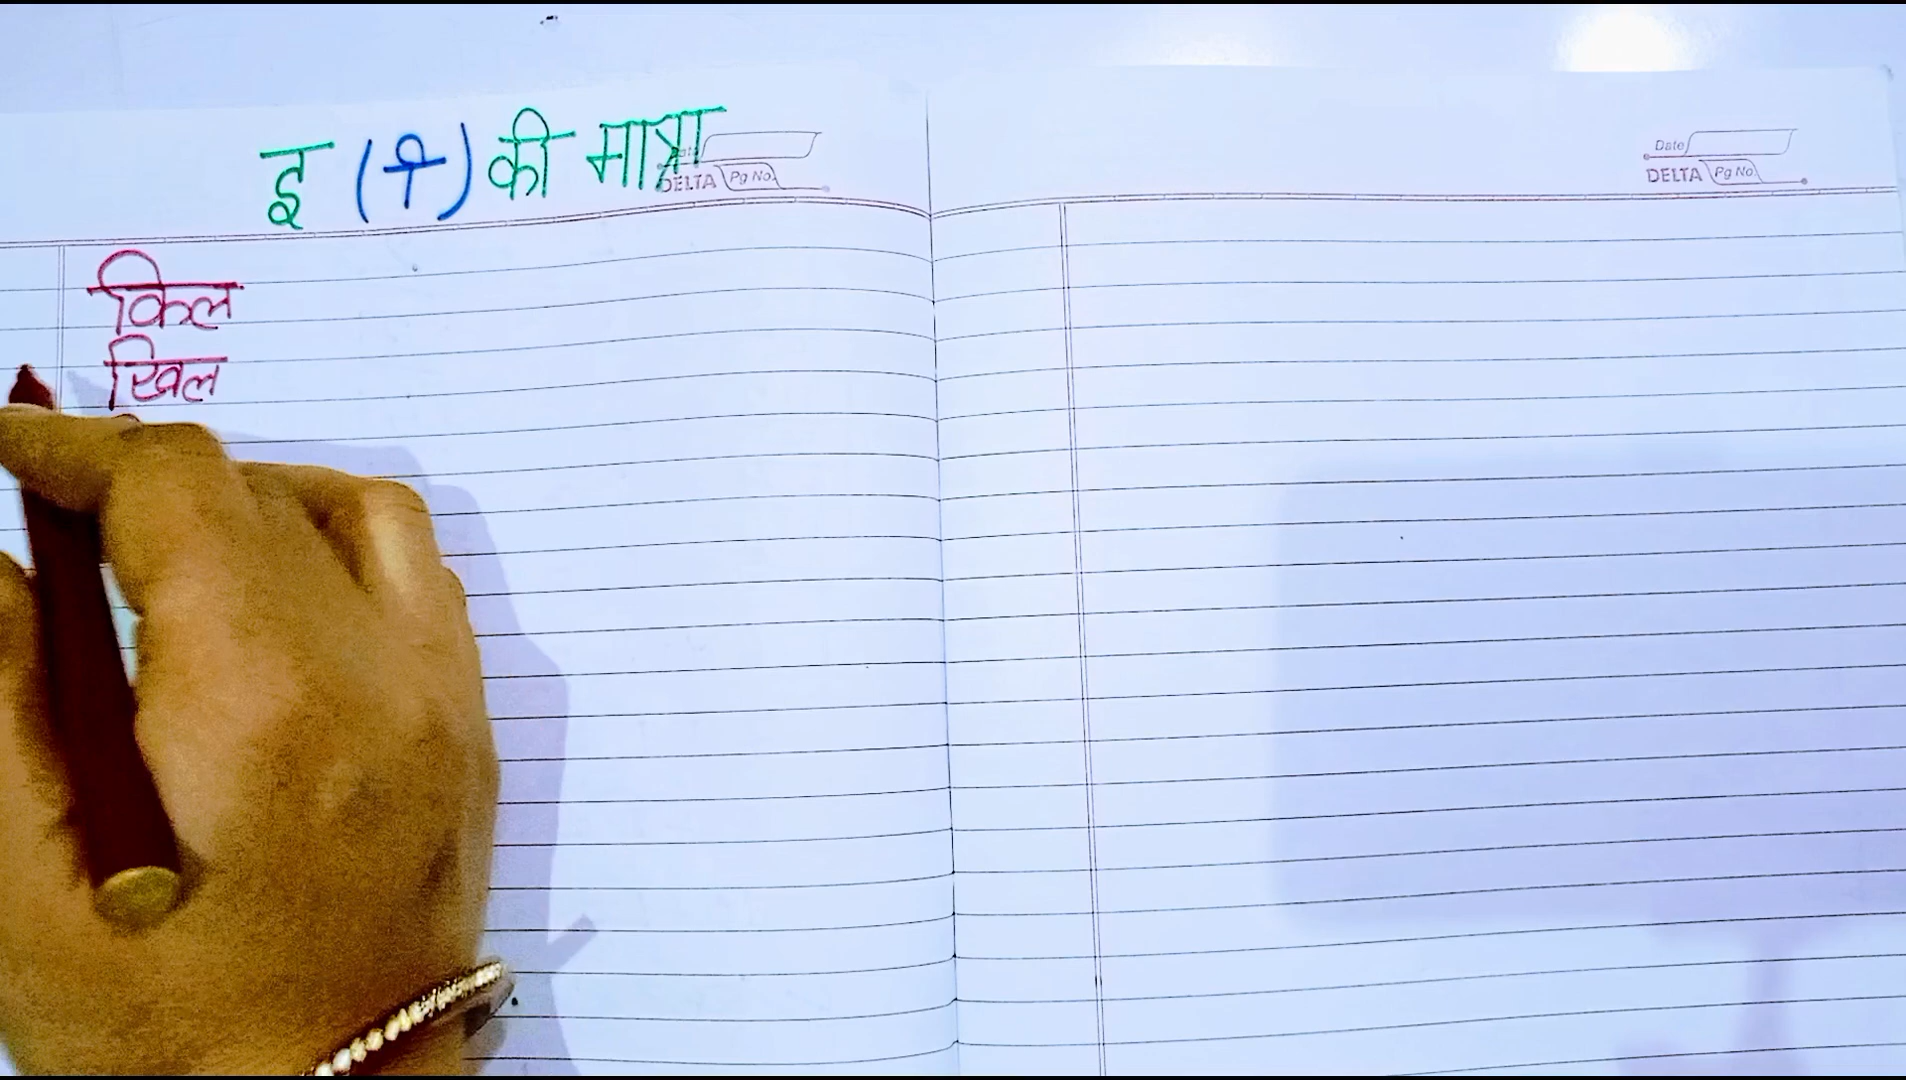 इ (ि) की मात्रा
Date
DELTA Pg No.
Date
DELTA Pg No.
किल
खिल